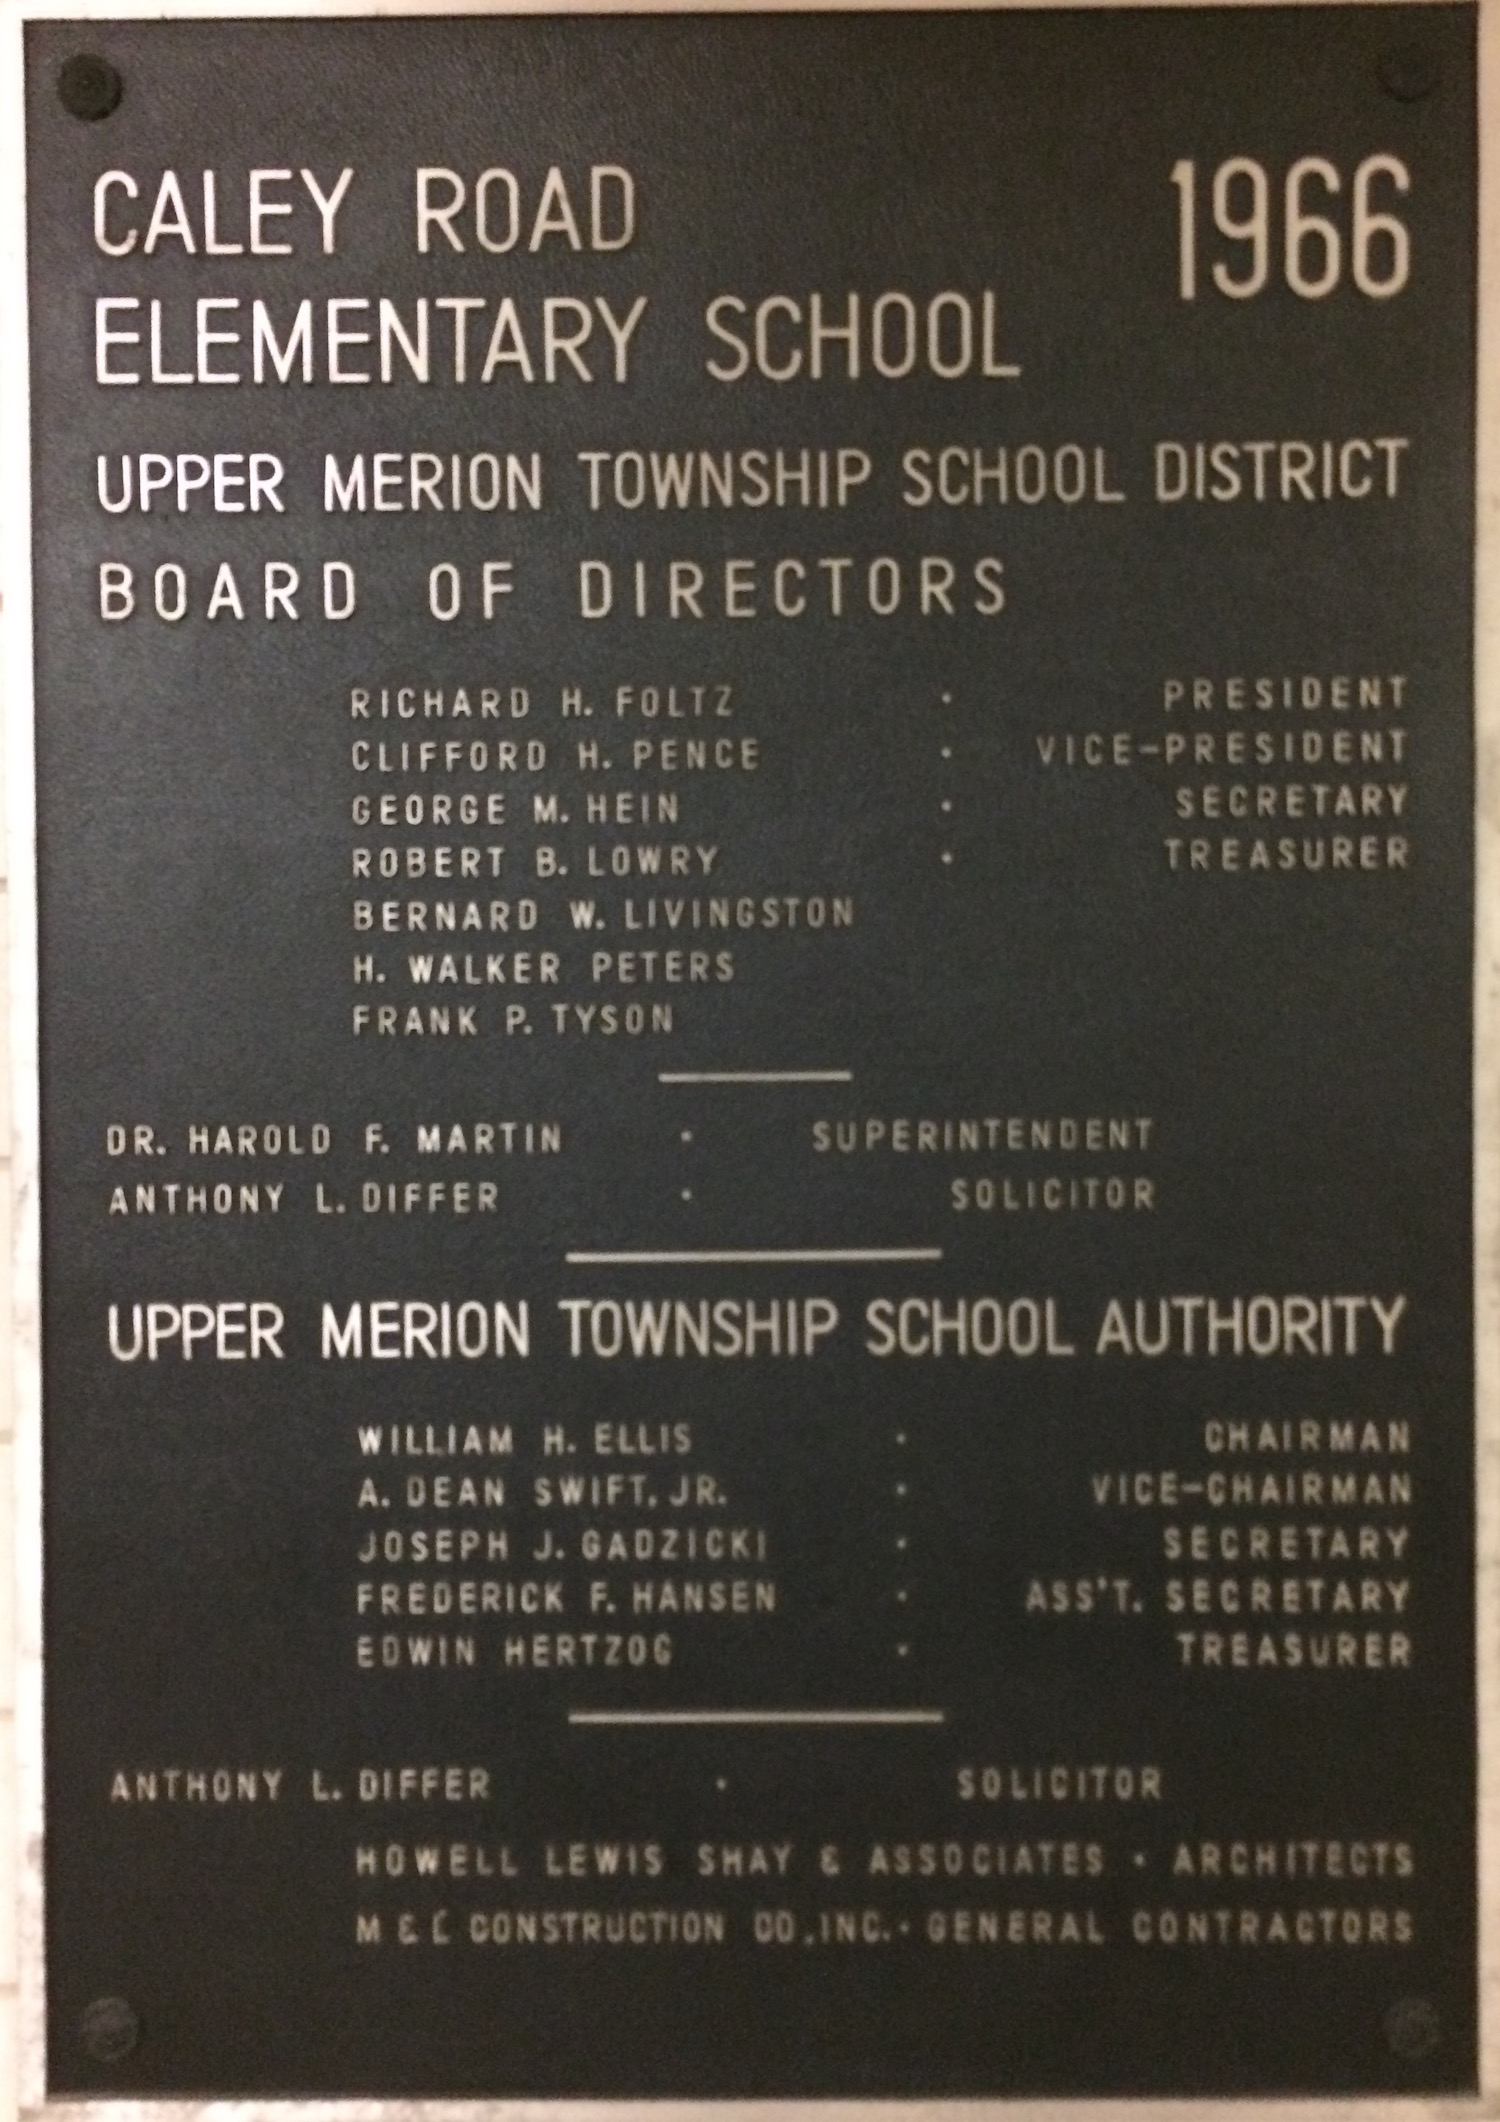 CALEY ROAD 1966
ELEMENTARY SCHOOL
UPPER MERION TOWNSHIP SCHOOL DISTRICT
BOARD OF DIRECTORS
RICHARD H. FOLTZ · PRESIDENT
CLIFFORD H. PENCE · VICE-PRESIDENT
GEORGE M. HEIN · SECRETARY
ROBERT B. LOWRY · TREASURER
BERNARD W. LIVINGSTON
H. WALKER PETERS
FRANK P. TYSON
DR. HAROLD F. MARTIN · SUPERINTENDENT
ANTHONY L. DIFFER · SOLICITOR
UPPER MERION TOWNSHIP SCHOOL AUTHORITY
WILLIAM H. ELLIS · CHAIRMAN
A. DEAN SWIFT, JR. · VICE-CHAIRMAN
JOSEPH J. GADZICKI · SECRETARY
FREDERICK F. HANSEN · ASS'T. SECRETARY
EDWIN HERTZOG · TREASURER
ANTHONY L. DIFFER · SOLICITOR
HOWELL LEWIS SHAY & ASSOCIATES · ARCHITECTS
M & CONSTRUCTION CO., INC. · GENERAL CONTRACTORS